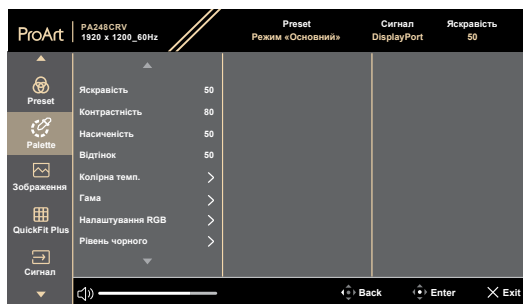 ProArt
PA248CRV
1920 x 1200_60Hz
Preset
Режим «Основний»
Сигнал
DisplayPort
Яскравість
50
Preset
Palette
Зображення
QuickFit Plus
Сигнал
Яскравість 50
Контрастність 80
Насиченість 50
Відтінок 50
Колірна темп.
Гама
Налаштування RGB
Рівень чорного
Back
Enter
Exit